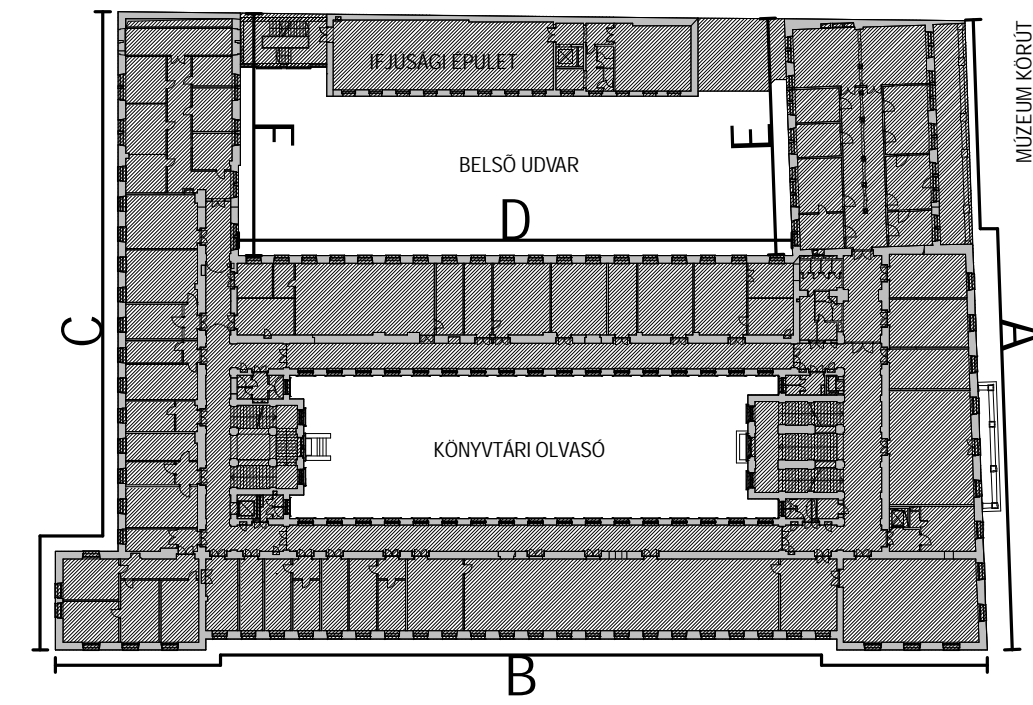 MÚZEUM KÖRÚT
IFJÚSÁGI ÉPÜLET
F
E
BELSŐ UDVAR
D
C
A
KÖNYVTÁRI OLVASÓ
B